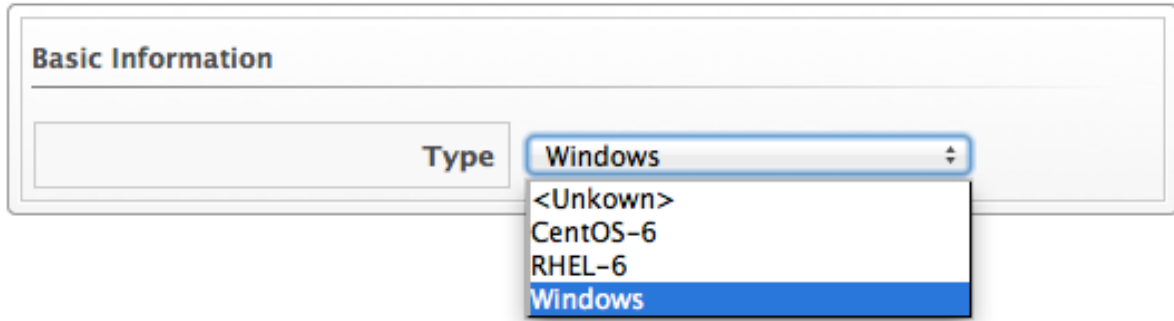 Basic Information
Type
Windows
<Unkown>
CentOS-6
RHEL-6
Windows